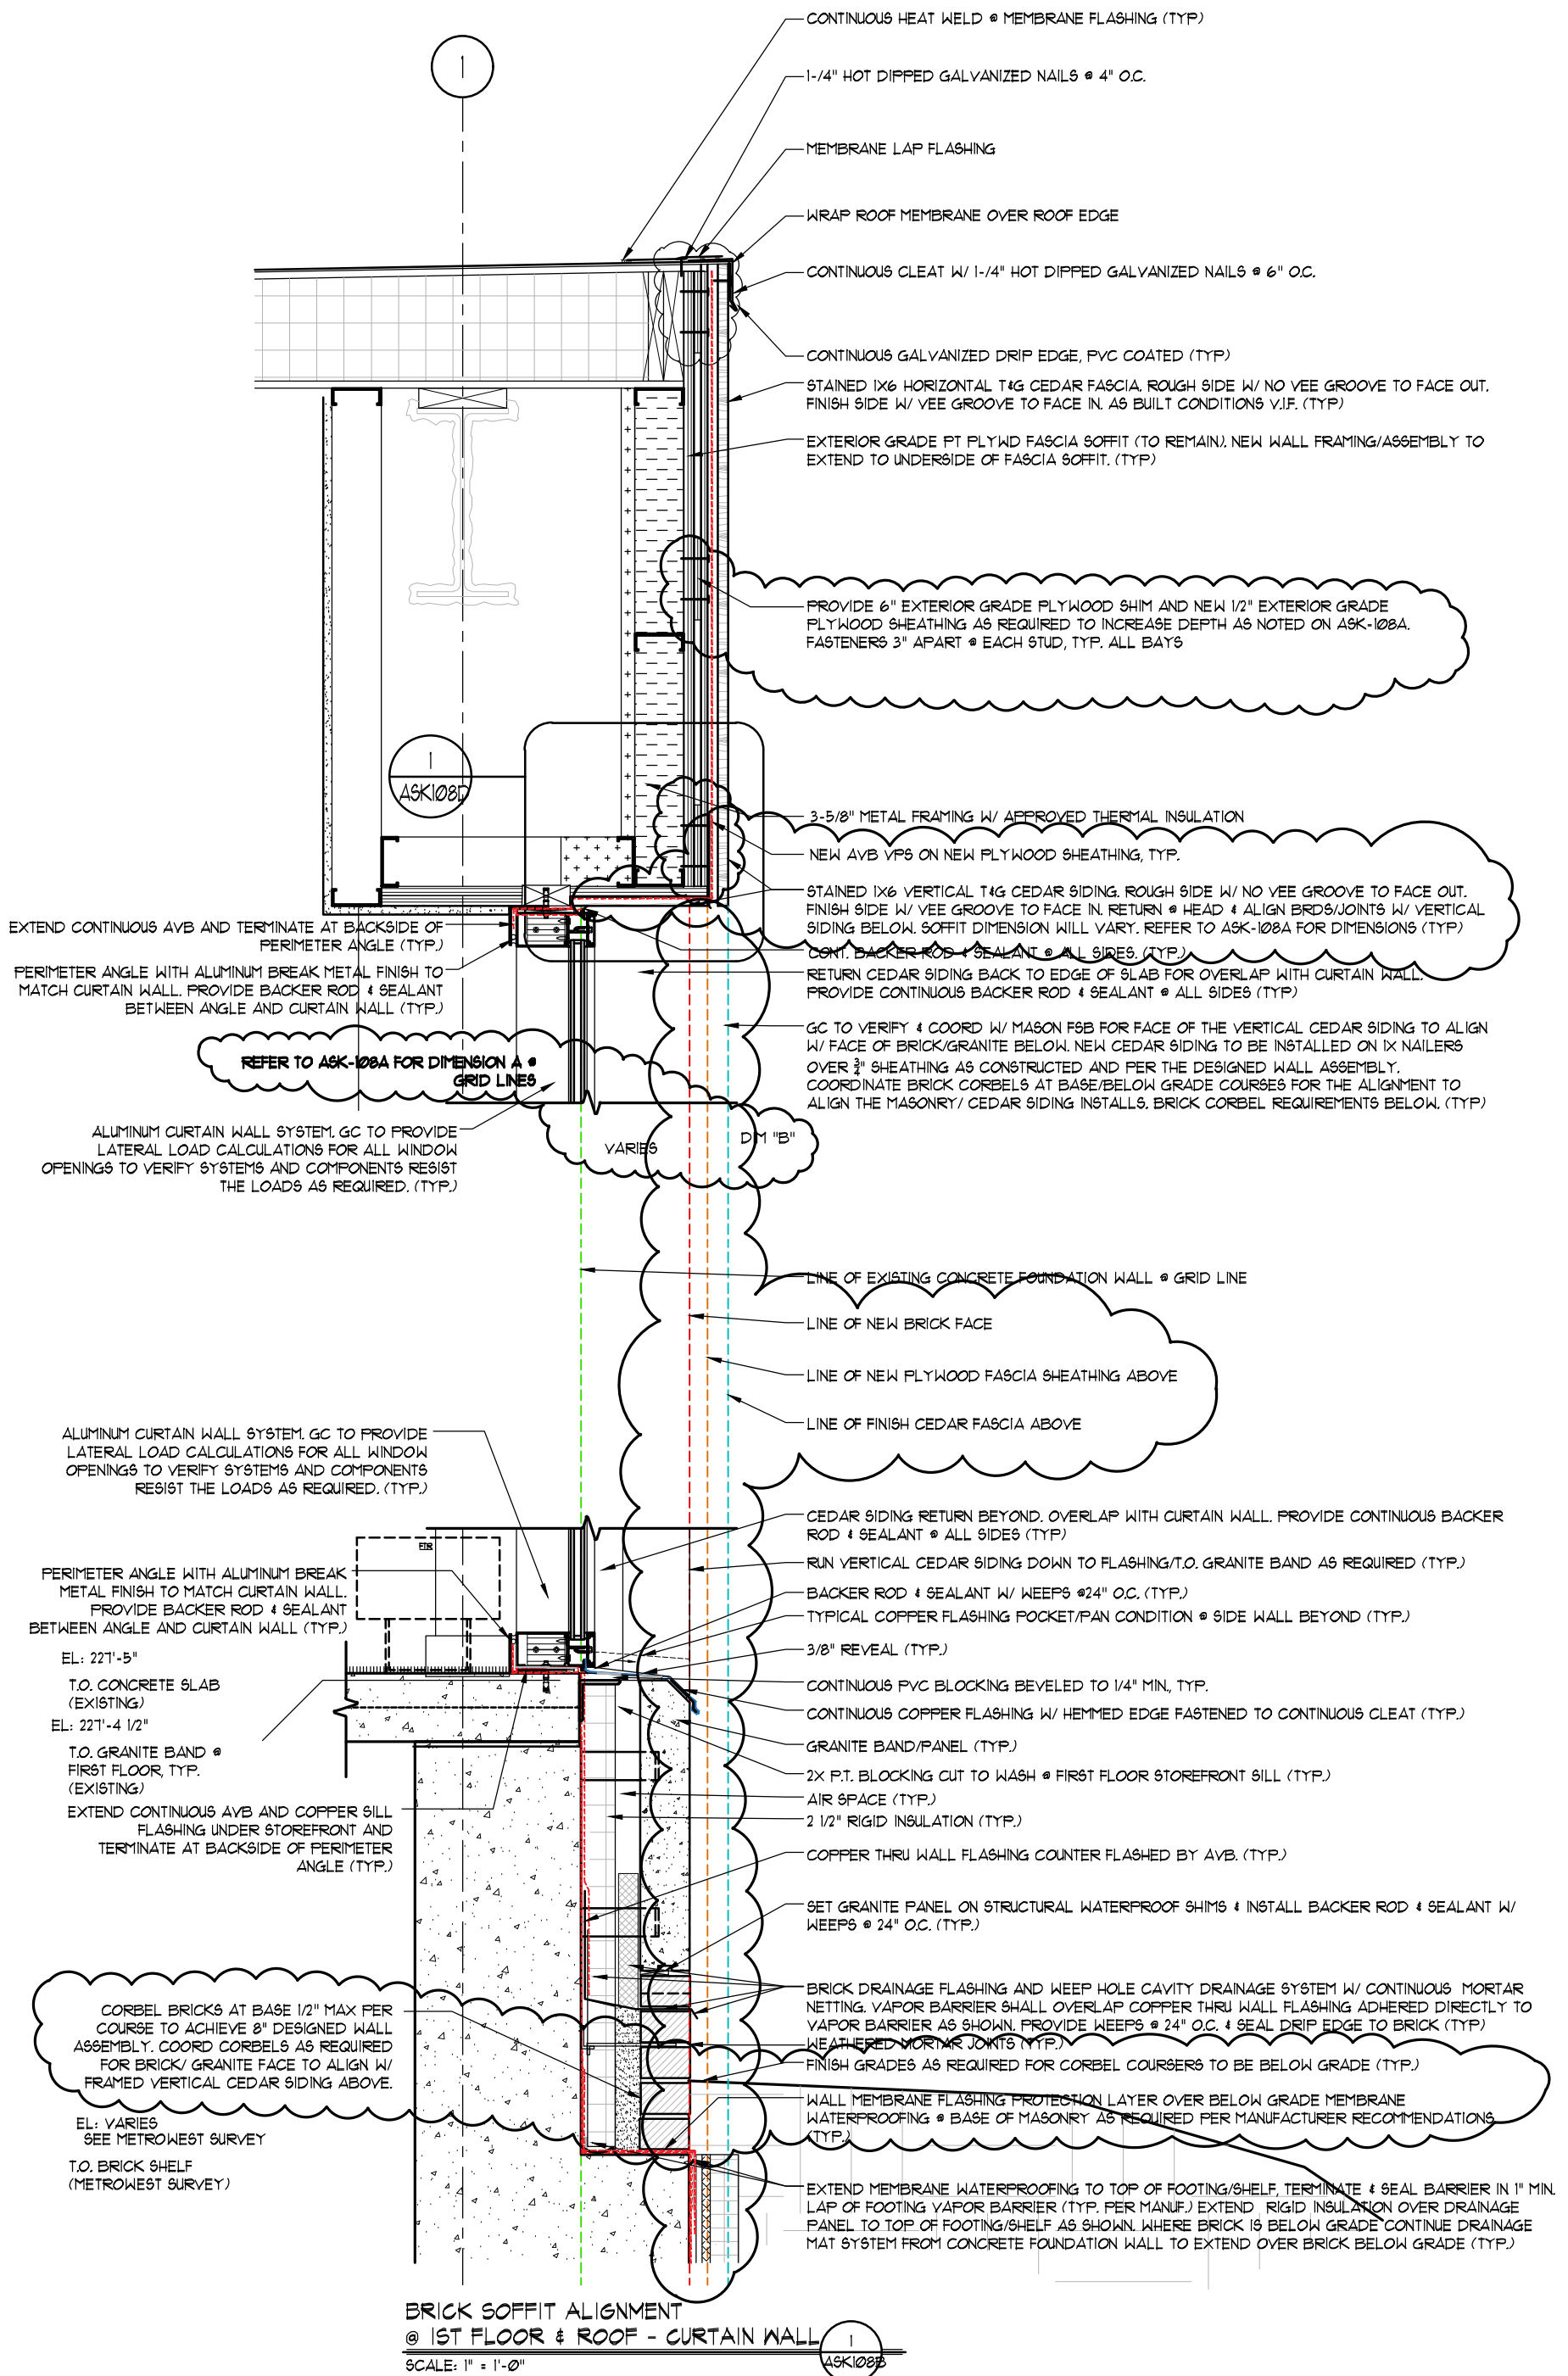 1
CONTINUOUS HEAT WELD @ MEMBRANE FLASHING (TYP)
1-/4" HOT DIPPED GALVANIZED NAILS @ 4" O.C.
MEMBRANE LAP FLASHING
WRAP ROOF MEMBRANE OVER ROOF EDGE
CONTINUOUS CLEAT W/ 1-/4" HOT DIPPED GALVANIZED NAILS @ 6" O.C.
CONTINUOUS GALVANIZED DRIP EDGE, PVC COATED (TYP)
STAINED 1X6 HORIZONTAL T&G CEDAR FASCIA. ROUGH SIDE W/ NO VEE GROOVE TO FACE OUT.
FINISH SIDE W/ VEE GROOVE TO FACE IN. AS BUILT CONDITIONS V.I.F. (TYP)
EXTERIOR GRADE PT PLYWD FASCIA SOFFIT (TO REMAIN). NEW WALL FRAMING/ASSEMBLY TO
EXTEND TO UNDERSIDE OF FASCIA SOFFIT. (TYP)
PROVIDE 6" EXTERIOR GRADE PLYWOOD SHIM AND NEW 1/2" EXTERIOR GRADE
PLYWOOD SHEATHING AS REQUIRED TO INCREASE DEPTH AS NOTED ON ASK-108A.
FASTENERS 3" APART @ EACH STUD, TYP. ALL BAYS
1
ASK108D
3-5/8" METAL FRAMING W/ APPROVED THERMAL INSULATION
NEW AVB VPS ON NEW PLYWOOD SHEATHING, TYP.
STAINED 1X6 VERTICAL T&G CEDAR SIDING. ROUGH SIDE W/ NO VEE GROOVE TO FACE OUT.
FINISH SIDE W/ VEE GROOVE TO FACE IN. RETURN @ HEAD & ALIGN BRDS/JOINTS W/ VERTICAL
SIDING BELOW. SOFFIT DIMENSION WILL VARY. REFER TO ASK-108A FOR DIMENSIONS (TYP)
CONT. BACKER ROD & SEALANT @ ALL SIDES. (TYP.)
RETURN CEDAR SIDING BACK TO EDGE OF SLAB FOR OVERLAP WITH CURTAIN WALL.
PROVIDE CONTINUOUS BACKER ROD & SEALANT @ ALL SIDES (TYP)
GC TO VERIFY & COORD W/ MASON FSB FOR FACE OF THE VERTICAL CEDAR SIDING TO ALIGN
W/ FACE OF BRICK/GRANITE BELOW. NEW CEDAR SIDING TO BE INSTALLED ON 1X NAILERS
OVER 3/4" SHEATHING AS CONSTRUCTED AND PER THE DESIGNED WALL ASSEMBLY.
COORDINATE BRICK CORBELS AT BASE/BELOW GRADE COURSES FOR THE ALIGNMENT TO
ALIGN THE MASONRY/ CEDAR SIDING INSTALLS. BRICK CORBEL REQUIREMENTS BELOW. (TYP)
EXTEND CONTINUOUS AVB AND TERMINATE AT BACKSIDE OF
PERIMETER ANGLE (TYP.)
PERIMETER ANGLE WITH ALUMINUM BREAK METAL FINISH TO
MATCH CURTAIN WALL. PROVIDE BACKER ROD & SEALANT
BETWEEN ANGLE AND CURTAIN WALL (TYP.)
REFER TO ASK-108A FOR DIMENSION A @
GRID LINES
ALUMINUM CURTAIN WALL SYSTEM. GC TO PROVIDE
LATERAL LOAD CALCULATIONS FOR ALL WINDOW
OPENINGS TO VERIFY SYSTEMS AND COMPONENTS RESIST
THE LOADS AS REQUIRED. (TYP.)
VARIES
DIM "B"
LINE OF EXISTING CONCRETE FOUNDATION WALL @ GRID LINE
LINE OF NEW BRICK FACE
LINE OF NEW PLYWOOD FASCIA SHEATHING ABOVE
LINE OF FINISH CEDAR FASCIA ABOVE
ALUMINUM CURTAIN WALL SYSTEM. GC TO PROVIDE
LATERAL LOAD CALCULATIONS FOR ALL WINDOW
OPENINGS TO VERIFY SYSTEMS AND COMPONENTS
RESIST THE LOADS AS REQUIRED. (TYP.)
FTR
PERIMETER ANGLE WITH ALUMINUM BREAK
METAL FINISH TO MATCH CURTAIN WALL.
PROVIDE BACKER ROD & SEALANT
BETWEEN ANGLE AND CURTAIN WALL (TYP.)
EL: 227'-5"
T.O. CONCRETE SLAB
(EXISTING)
EL: 227'-4 1/2"
T.O. GRANITE BAND @
FIRST FLOOR, TYP.
(EXISTING)
EXTEND CONTINUOUS AVB AND COPPER SILL
FLASHING UNDER STOREFRONT AND
TERMINATE AT BACKSIDE OF PERIMETER
ANGLE (TYP.)
CEDAR SIDING RETURN BEYOND. OVERLAP WITH CURTAIN WALL. PROVIDE CONTINUOUS BACKER
ROD & SEALANT @ ALL SIDES (TYP)
RUN VERTICAL CEDAR SIDING DOWN TO FLASHING/T.O. GRANITE BAND AS REQUIRED (TYP.)
BACKER ROD & SEALANT W/ WEEPS @24" O.C. (TYP.)
TYPICAL COPPER FLASHING POCKET/PAN CONDITION @ SIDE WALL BEYOND (TYP.)
3/8" REVEAL (TYP.)
CONTINUOUS PVC BLOCKING BEVELED TO 1/4" MIN., TYP.
CONTINUOUS COPPER FLASHING W/ HEMMED EDGE FASTENED TO CONTINUOUS CLEAT (TYP.)
GRANITE BAND/PANEL (TYP.)
2X P.T. BLOCKING CUT TO WASH @ FIRST FLOOR STOREFRONT SILL (TYP.)
AIR SPACE (TYP.)
2 1/2" RIGID INSULATION (TYP.)
COPPER THRU WALL FLASHING COUNTER FLASHED BY AVB. (TYP.)
SET GRANITE PANEL ON STRUCTURAL WATERPROOF SHIMS & INSTALL BACKER ROD & SEALANT W/
WEEPS @ 24" O.C. (TYP.)
BRICK DRAINAGE FLASHING AND WEEP HOLE CAVITY DRAINAGE SYSTEM W/ CONTINUOUS MORTAR
NETTING. VAPOR BARRIER SHALL OVERLAP COPPER THRU WALL FLASHING ADHERED DIRECTLY TO
VAPOR BARRIER AS SHOWN. PROVIDE WEEPS @ 24" O.C. & SEAL DRIP EDGE TO BRICK (TYP)
WEATHERED MORTAR JOINTS (TYP.)
FINISH GRADES AS REQUIRED FOR CORBEL COURSERS TO BE BELOW GRADE (TYP.)
WALL MEMBRANE FLASHING PROTECTION LAYER OVER BELOW GRADE MEMBRANE
WATERPROOFING @ BASE OF MASONRY AS REQUIRED PER MANUFACTURER RECOMMENDATIONS
(TYP.)
EXTEND MEMBRANE WATERPROOFING TO TOP OF FOOTING/SHELF, TERMINATE & SEAL BARRIER IN 1" MIN.
LAP OF FOOTING VAPOR BARRIER (TYP. PER MANUF.) EXTEND RIGID INSULATION OVER DRAINAGE
PANEL TO TOP OF FOOTING/SHELF AS SHOWN. WHERE BRICK IS BELOW GRADE CONTINUE DRAINAGE
MAT SYSTEM FROM CONCRETE FOUNDATION WALL TO EXTEND OVER BRICK BELOW GRADE (TYP.)
CORBEL BRICKS AT BASE 1/2" MAX PER
COURSE TO ACHIEVE 8" DESIGNED WALL
ASSEMBLY. COORD CORBELS AS REQUIRED
FOR BRICK/ GRANITE FACE TO ALIGN W/
FRAMED VERTICAL CEDAR SIDING ABOVE.
EL: VARIES
SEE METROWEST SURVEY
T.O. BRICK SHELF
(METROWEST SURVEY)
BRICK SOFFIT ALIGNMENT
@ 1ST FLOOR & ROOF - CURTAIN WALL
SCALE: 1" = 1'-0"
1
ASK108B